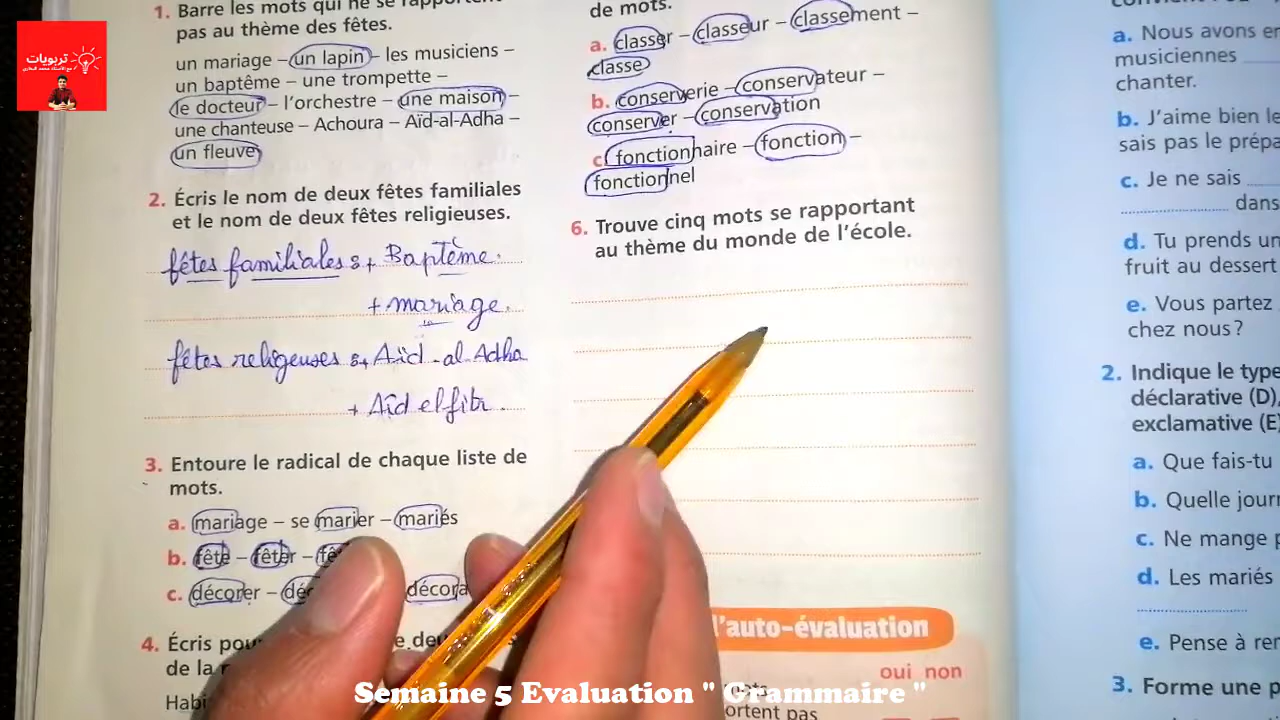 تربويات
مع الأستاذ محمد
1. Barre les mots qui ne se rapportent
pas au thème des fêtes.
un mariage – un lapin – les musiciens –
un baptême – une trompette –
le docteur – l'orchestre – une maison –
une chanteuse – Achoura – Aïd-al-Adha –
un fleuve
2. Écris le nom de deux fêtes familiales
et le nom de deux fêtes religieuses.
fêtes familiales : + Baptême.
+ mariage.
fêtes religeuses : + Aïd-al-Adha
+ Aïd el fitr.
3. Entoure le radical de chaque liste de
mots.
a. mariage – se marier – mariés
b. fête – fêter –
c. décorer –
4. Écris
de la
de mots.
a. classer – classeur – classement –
classe
b. conserverie – conservateur –
conserver – conservation
c. fonctionnaire – fonction –
fonctionnel
6. Trouve cinq mots se rapportant
au thème du monde de l'école.
l'auto-évaluation
oui non
a. Nous avons
musiciennes
chanter.
b. J'aime bien
sais pas le
c. Je ne sais
dans
d. Tu prends
fruit au dessert
e. Vous partez
chez nous ?
2. Indique le type
déclarative (D),
exclamative
a. Que fais-tu
b. Quelle
c. Ne mange
d. Les mariés
e. Pense à
3. Forme une
Semaine 5 Evaluation " Grammaire "